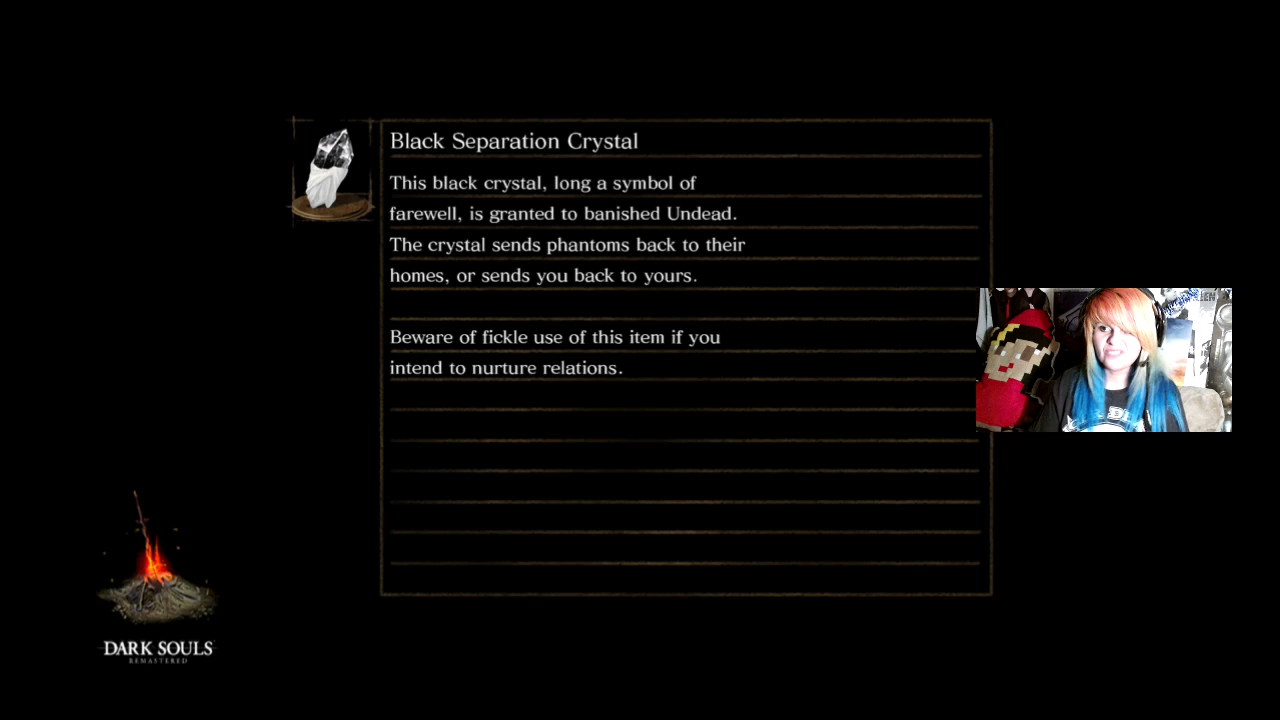 Black Separation Crystal
This black crystal, long a symbol of
farewell, is granted to banished Undead.
The crystal sends phantoms back to their
homes, or sends you back to yours.
Beware of fickle use of this item if you
intend to nurture relations.
DARK SOULS
REMASTERED